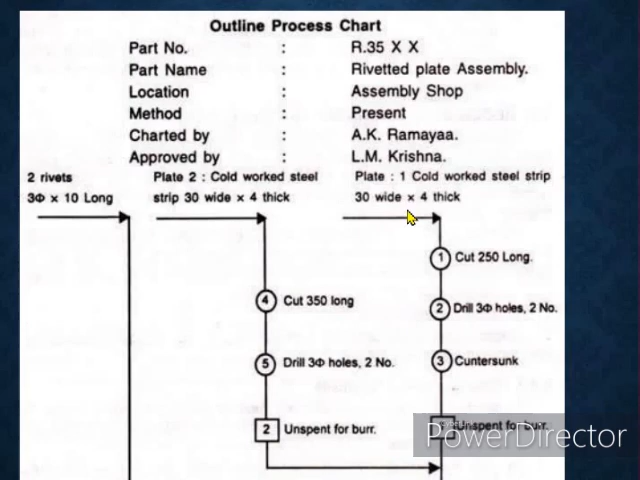 Outline Process Chart
Part No. : R.35 X X
Part Name : Rivetted plate Assembly.
Location : Assembly Shop
Method : Present
Charted by : A.K. Ramayaa.
Approved by : L.M. Krishna.
2 rivets
3Φ × 10 Long
Plate 2 : Cold worked steel
strip 30 wide × 4 thick
Plate : 1 Cold worked steel strip
30 wide × 4 thick
1 Cut 250 Long.
4 Cut 350 long
2 Drill 3Φ holes, 2 No.
5 Drill 3Φ holes, 2 No.
3 Cuntersunk
2 Unspent for burr.
Unspent for burr.
PowerDirector